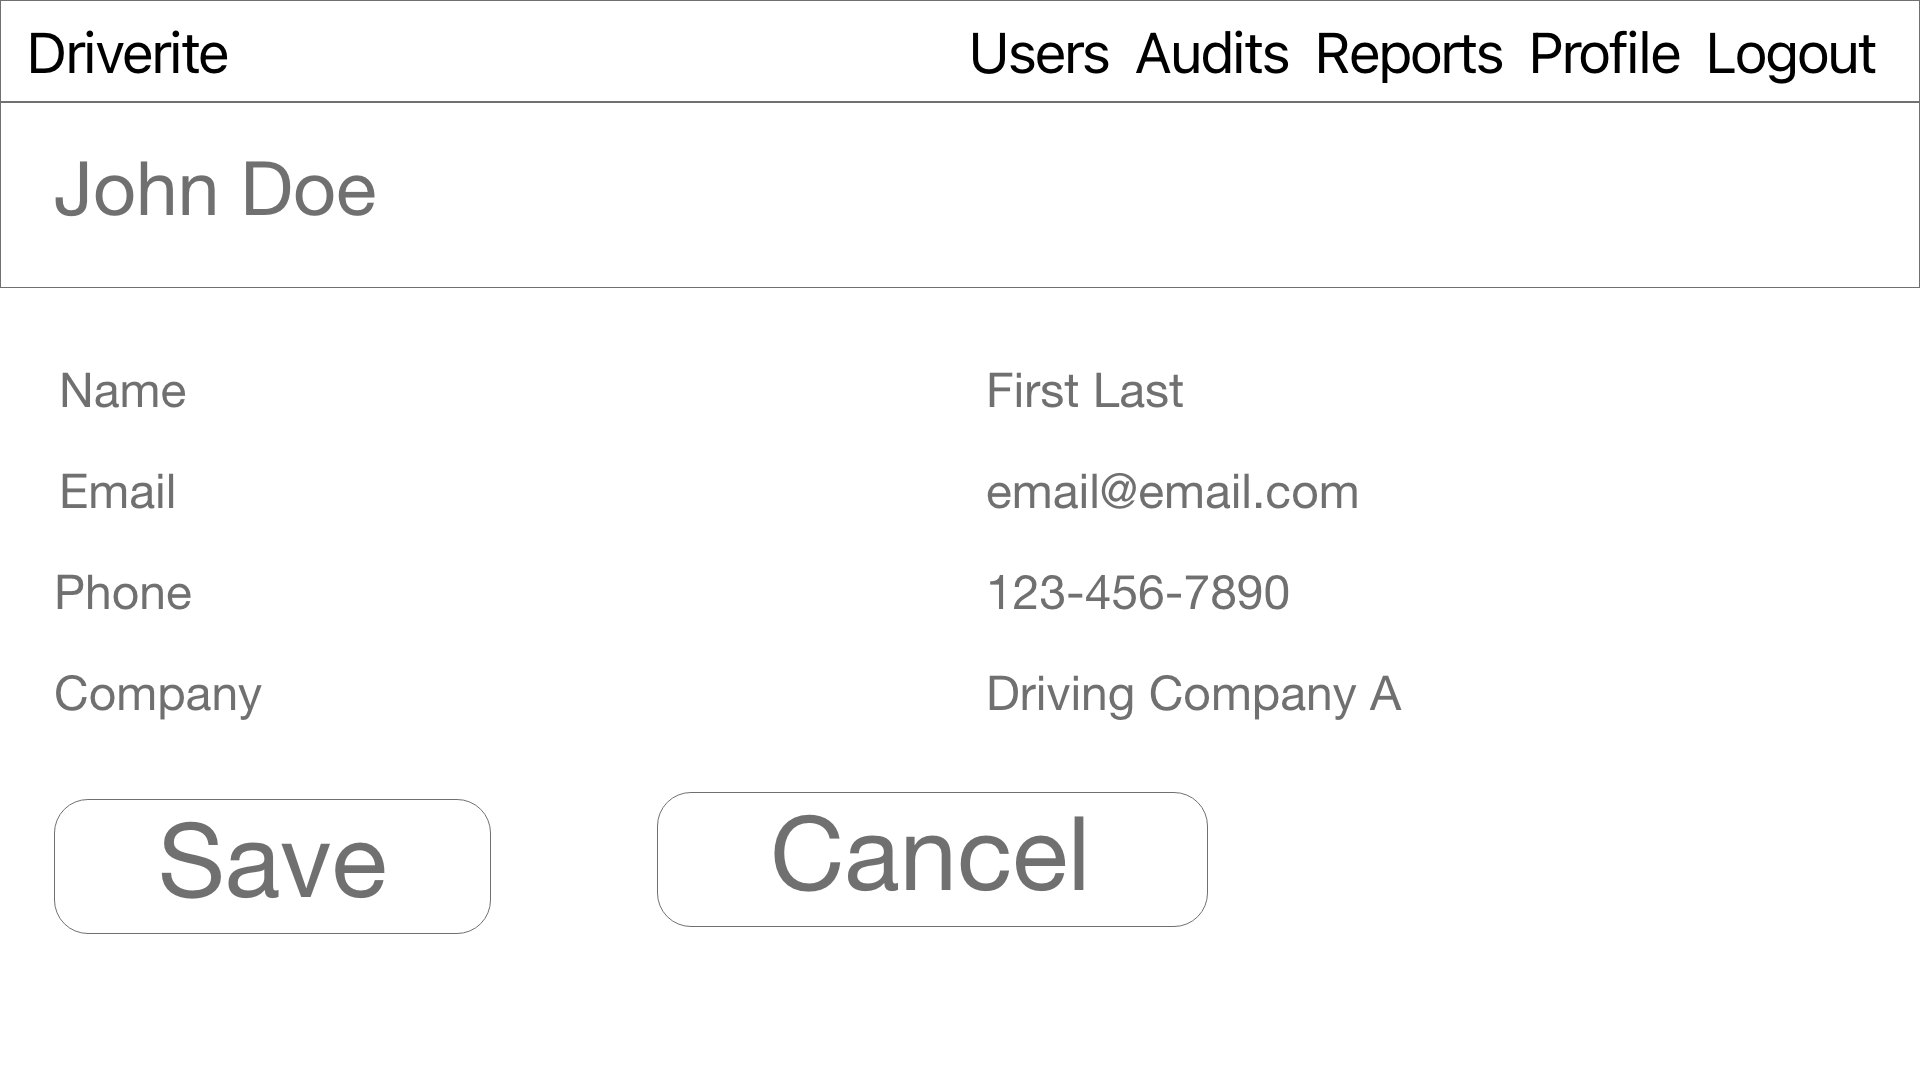 Driverite Users Audits Reports Profile Logout
John Doe
Name First Last
Email email@email.com
Phone 123-456-7890
Company Driving Company A
Save Cancel